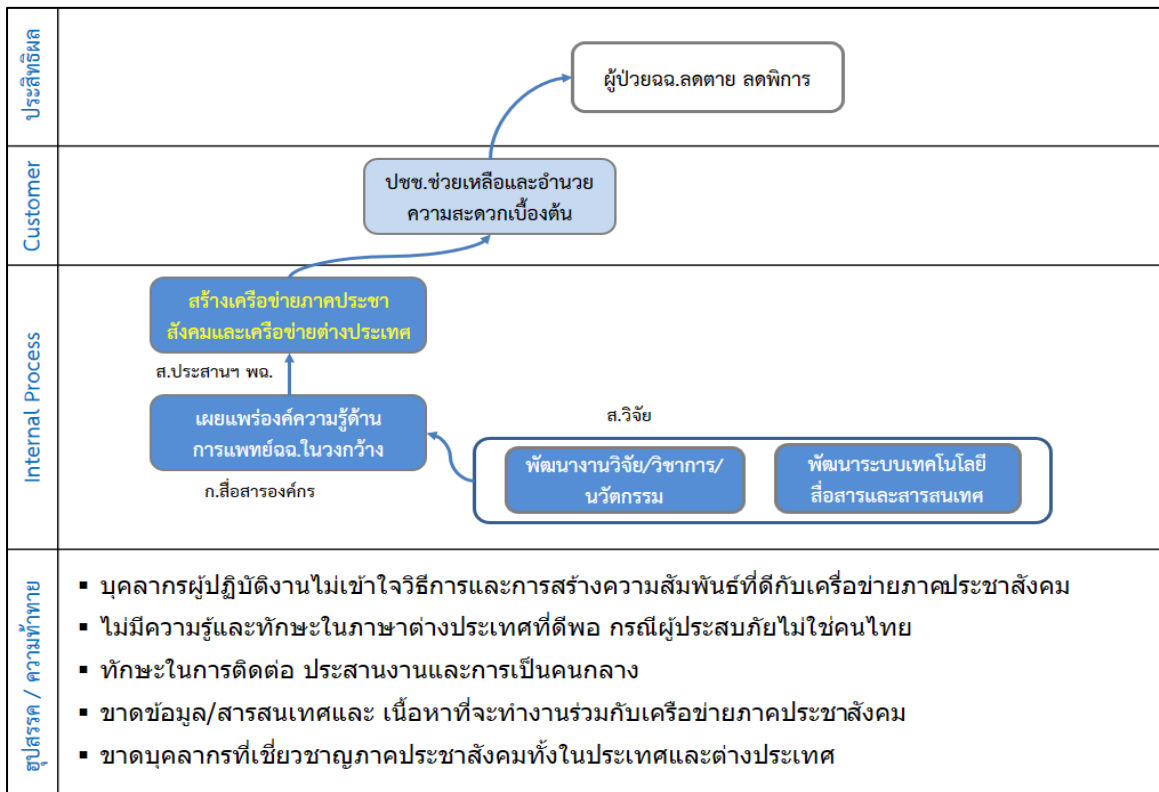 ประสิทธิผล
ผู้ป่วยฉฉ.ลดตาย ลดพิการ
Customer
ปชช.ช่วยเหลือและอำนวย
ความสะดวกเบื้องต้น
Internal Process
สร้างเครือข่ายภาคประชา
สังคมและเครือข่ายต่างประเทศ
ส.ประสานฯ พฉ.
เผยแพร่องค์ความรู้ด้าน
การแพทย์ฉฉ.ในวงกว้าง
ก.สื่อสารองค์กร
ส.วิจัย
พัฒนางานวิจัย/วิชาการ/
นวัตกรรม
พัฒนาระบบเทคโนโลยี
สื่อสารและสารสนเทศ
อุปสรรค / ความท้าทาย
▪ บุคลากรผู้ปฏิบัติงานไม่เข้าใจวิธีการและการสร้างความสัมพันธ์ที่ดีกับเครื่อข่ายภาคประชาสังคม
▪ ไม่มีความรู้และทักษะในภาษาต่างประเทศที่ดีพอ กรณีผู้ประสบภัยไม่ใช่คนไทย
▪ ทักษะในการติดต่อ ประสานงานและการเป็นคนกลาง
▪ ขาดข้อมูล/สารสนเทศและ เนื้อหาที่จะทำงานร่วมกับเครือข่ายภาคประชาสังคม
▪ ขาดบุคลากรที่เชี่ยวชาญภาคประชาสังคมทั้งในประเทศและต่างประเทศ